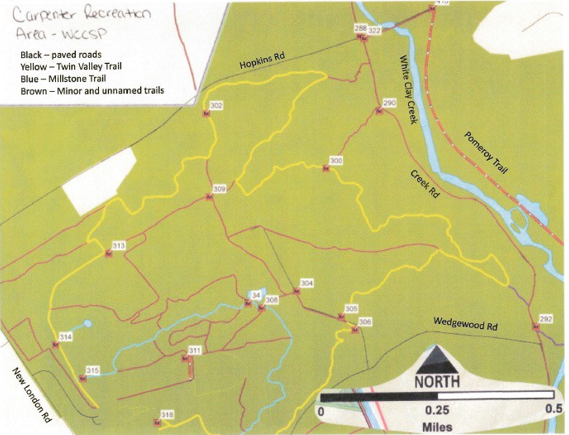 Carpenter Recreation
Area - WCCSP
Black – paved roads
Yellow – Twin Valley Trail
Blue – Millstone Trail
Brown – Minor and unnamed trails
Hopkins Rd
288
322
302
290
White Clay Creek
Pomeroy Trail
300
Creek Rd
309
313
34
308
304
305
306
292
Wedgewood Rd
314
315
311
318
New London Rd
NORTH
0 0.25 0.5
Miles